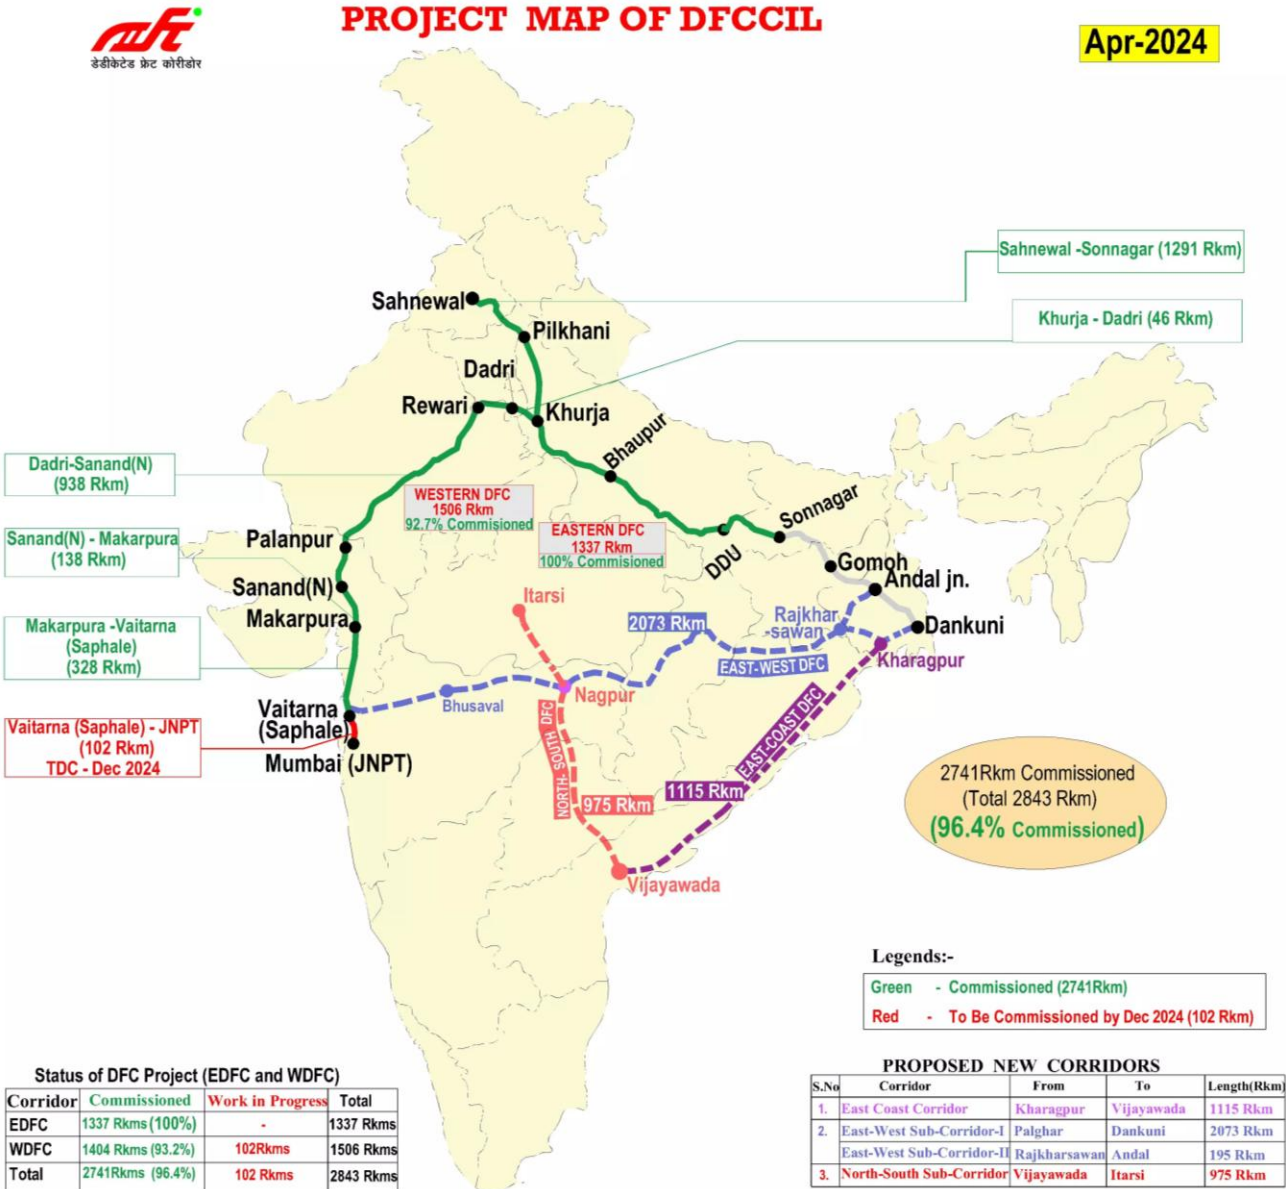 PROJECT MAP OF DFCCIL
डेडीकेटेड फ्रेट कोरीडोर
Apr-2024
Sahnewal -Sonnagar (1291 Rkm)
Sahnewal
Khurja - Dadri (46 Rkm)
Pilkhani
Dadri
Rewari
Khurja
Bhaupur
Dadri-Sanand(N)
(938 Rkm)
WESTERN DFC
1506 Rkm
92.7% Commisioned
EASTERN DFC
1337 Rkm
100% Commisioned
Sonnagar
DDU
Sanand(N) - Makarpura
(138 Rkm)
Palanpur
Gomoh
Andal jn.
Sanand(N)
Itarsi
Makarpura
Makarpura -Vaitarna
(Saphale)
(328 Rkm)
2073 Rkm
Rajkhar
-sawan
Dankuni
EAST-WEST DFC
Kharagpur
Bhusaval
Nagpur
Vaitarna
(Saphale)
Vaitarna (Saphale) - JNPT
(102 Rkm)
TDC - Dec 2024
Mumbai (JNPT)
NORTH- SOUTH DFC
EAST-COAST DFC
1115 Rkm
975 Rkm
2741Rkm Commissioned
(Total 2843 Rkm)
(96.4% Commissioned)
Vijayawada
Legends:-
Green - Commissioned (2741Rkm)
Red - To Be Commissioned by Dec 2024 (102 Rkm)
Status of DFC Project (EDFC and WDFC)
Corridor Commissioned Work in Progress Total
EDFC 1337 Rkms (100%) - 1337 Rkms
WDFC 1404 Rkms (93.2%) 102Rkms 1506 Rkms
Total 2741Rkms (96.4%) 102 Rkms 2843 Rkms
PROPOSED NEW CORRIDORS
S.No Corridor From To Length(Rkm)
1. East Coast Corridor Kharagpur Vijayawada 1115 Rkm
2. East-West Sub-Corridor-I Palghar Dankuni 2073 Rkm
East-West Sub-Corridor-II Rajkharsawan Andal 195 Rkm
3. North-South Sub-Corridor Vijayawada Itarsi 975 Rkm